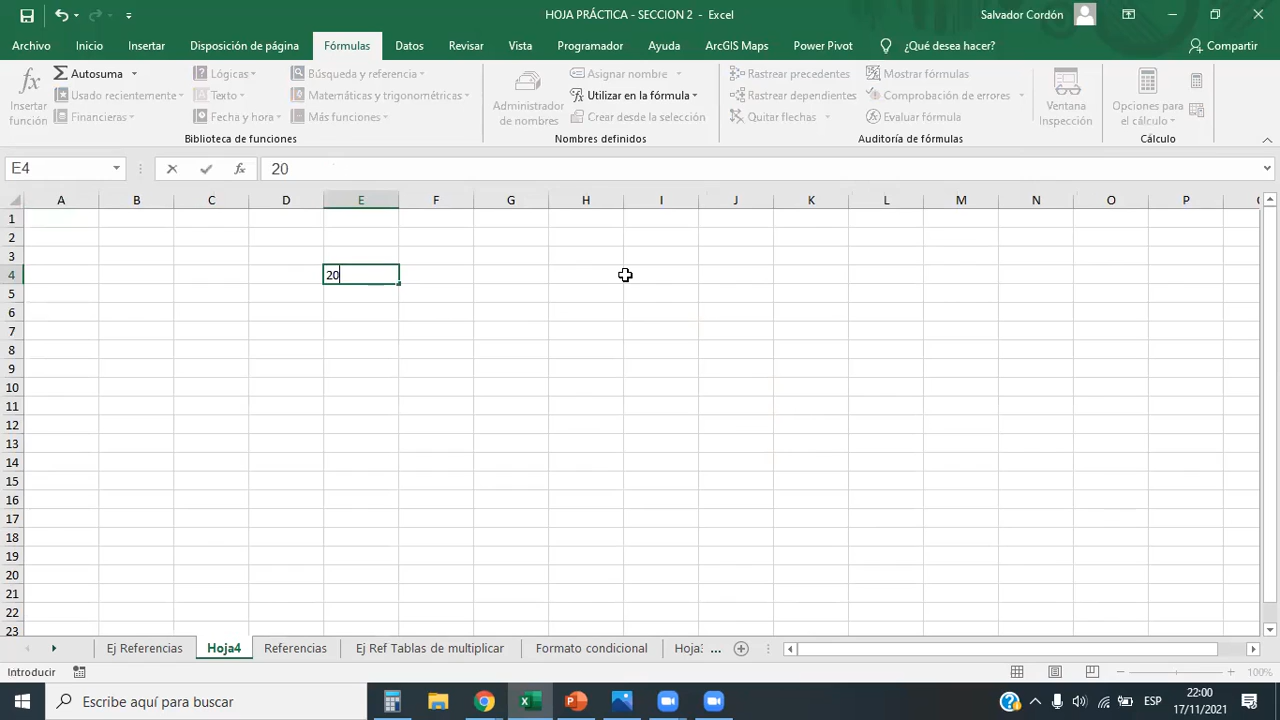 HOJA PRÁCTICA - SECCION 2 - Excel
Salvador Cordón
Archivo Inicio Insertar Disposición de página Fórmulas Datos Revisar Vista Programador Ayuda ArcGIS Maps Power Pivot ¿Qué desea hacer? Compartir
fx Insertar función
Σ Autosuma
Usado recientemente
Financieras
Lógicas
Texto
Fecha y hora
Búsqueda y referencia
Matemáticas y trigonométricas
Más funciones
Biblioteca de funciones
Administrador de nombres
Asignar nombre
Utilizar en la fórmula
Crear desde la selección
Nombres definidos
Rastrear precedentes
Rastrear dependientes
Quitar flechas
Mostrar fórmulas
Comprobación de errores
Evaluar fórmula
Ventana Inspección
Auditoría de fórmulas
Opciones para el cálculo
Cálculo
E4 fx 20
A B C D E F G H I J K L M N O P
1
2
3
4 20
5
6
7
8
9
10
11
12
13
14
15
16
17
18
19
20
21
22
23
Ej Referencias Hoja4 Referencias Ej Ref Tablas de multiplicar Formato condicional Hoja: ...
Introducir 100%
Escribe aquí para buscar
ESP
22:00
17/11/2021